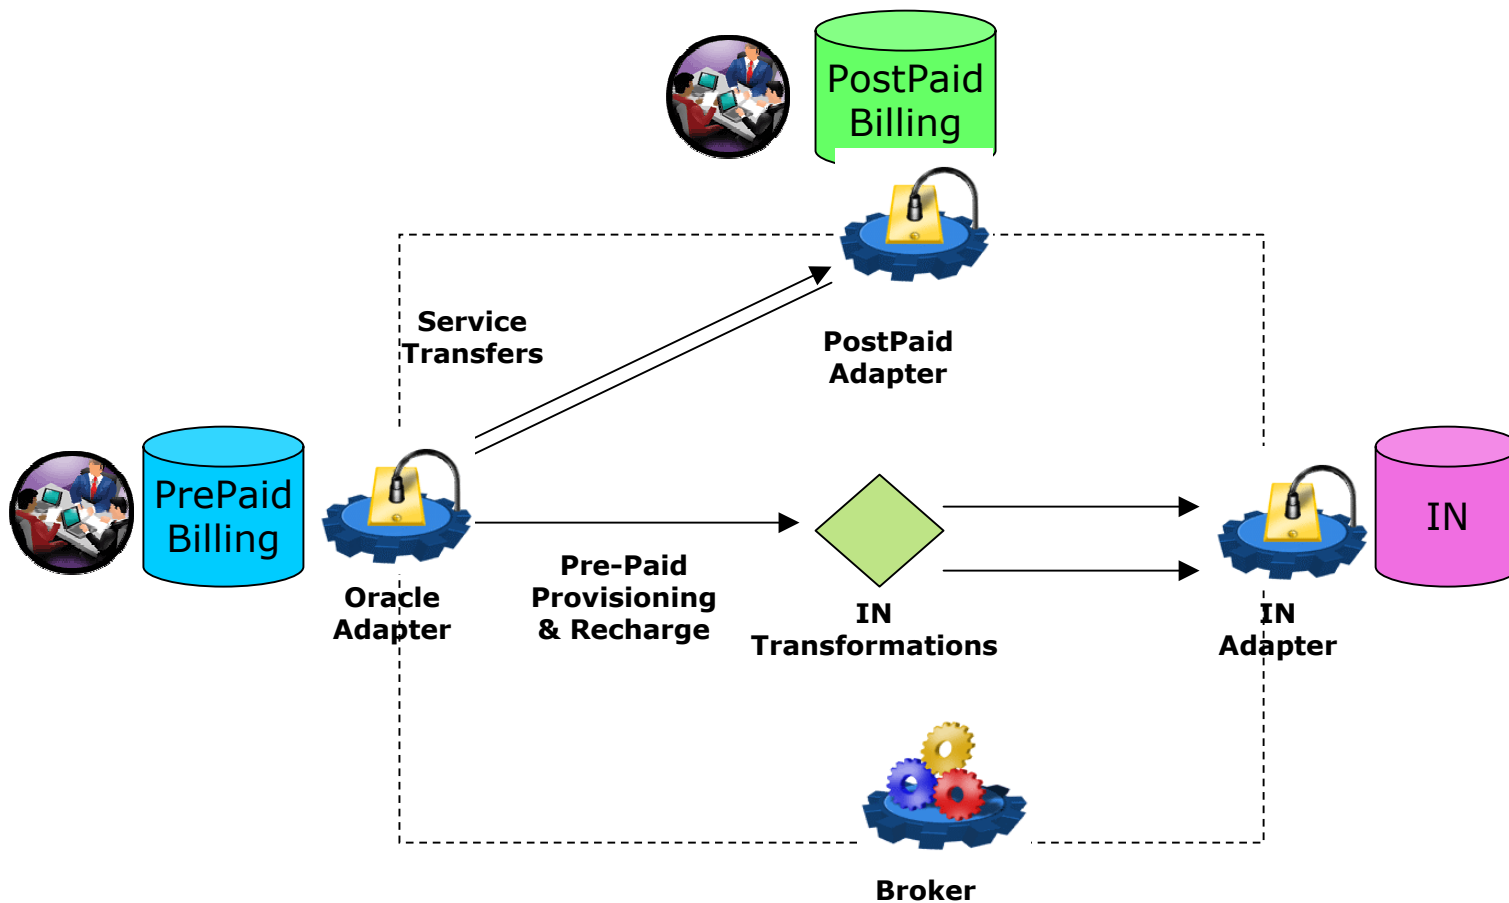 PostPaid
Billing
Service
Transfers
PostPaid
Adapter
PrePaid
Billing
Oracle
Adapter
Pre-Paid
Provisioning
& Recharge
IN
Transformations
IN
Adapter
IN
Broker